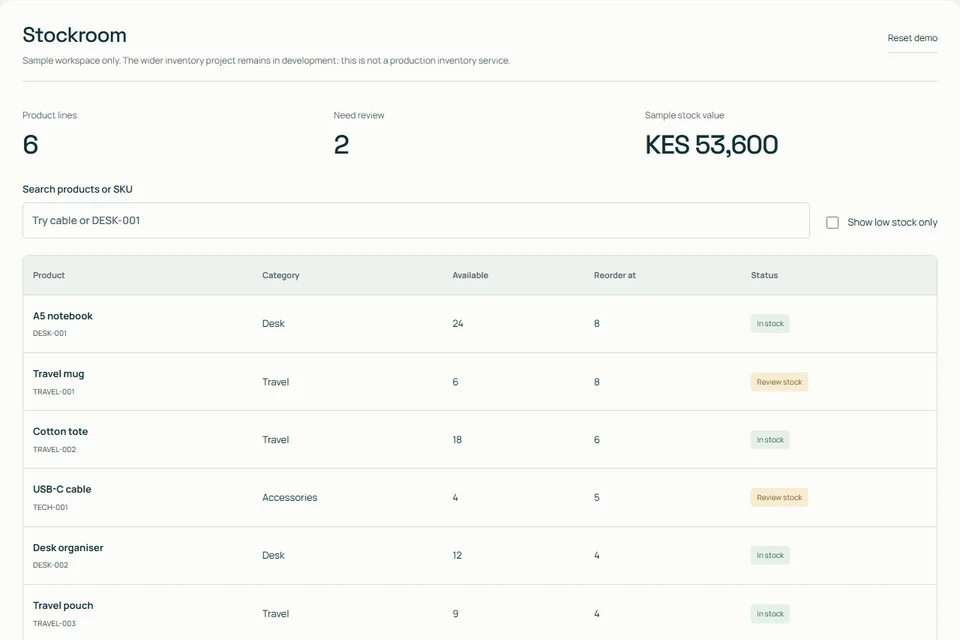 Stockroom
Reset demo
Sample workspace only. The wider inventory project remains in development; this is not a production inventory service.
Product lines Need review Sample stock value
6 2 KES 53,600
Search products or SKU
Try cable or DESK-001
Show low stock only
Product Category Available Reorder at Status
A5 notebook
DESK-001
Desk 24 8 In stock
Travel mug
TRAVEL-001
Travel 6 8 Review stock
Cotton tote
TRAVEL-002
Travel 18 6 In stock
USB-C cable
TECH-001
Accessories 4 5 Review stock
Desk organiser
DESK-002
Desk 12 4 In stock
Travel pouch
TRAVEL-003
Travel 9 4 In stock